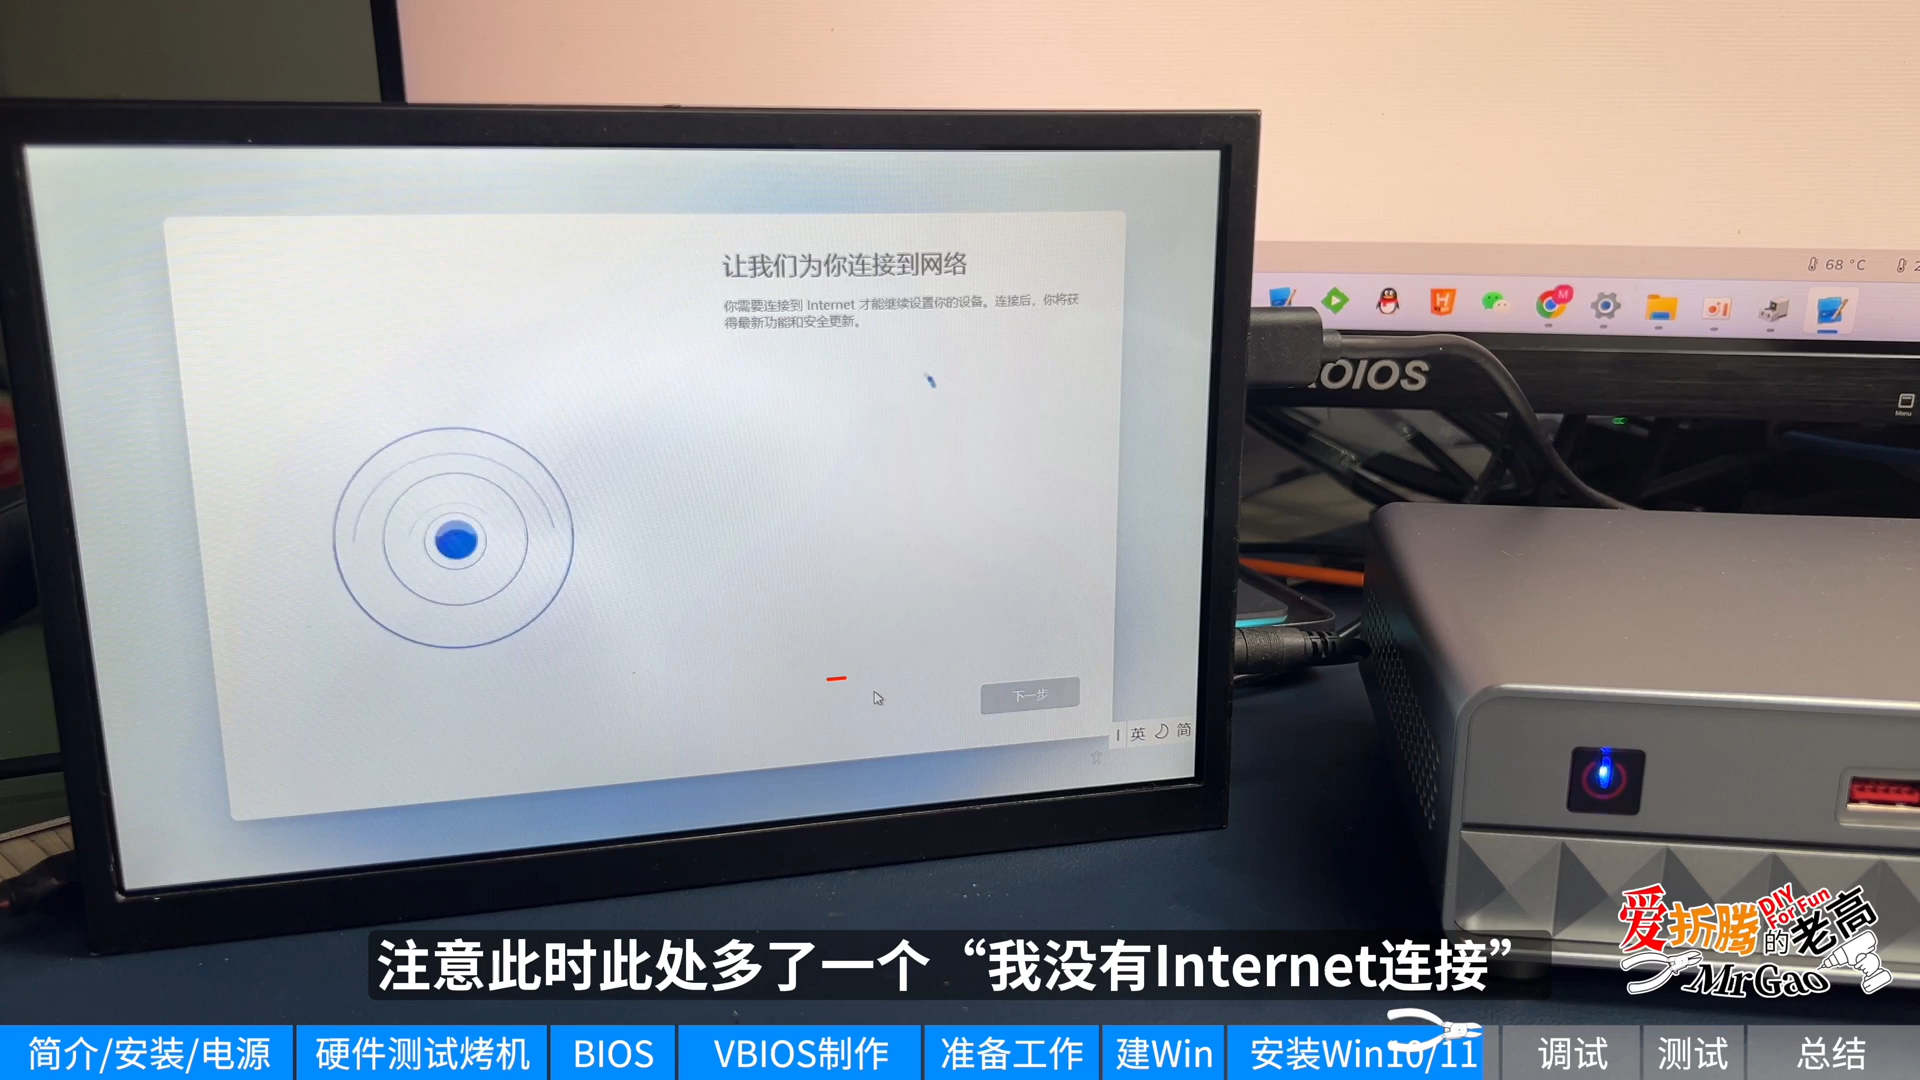 让我们为你连接到网络
你需要连接到 Internet 才能继续设置你的设备。连接后，你将获
得最新功能和安全更新。
下一步
英 简
68 °C
OIOS
Menu
注意此时此处多了一个“我没有Internet连接”
爱折腾的老高
DIY For Fun
MrGao
简介/安装/电源
硬件测试烤机
BIOS
VBIOS制作
准备工作
建Win
安装Win10/11
调试
测试
总结